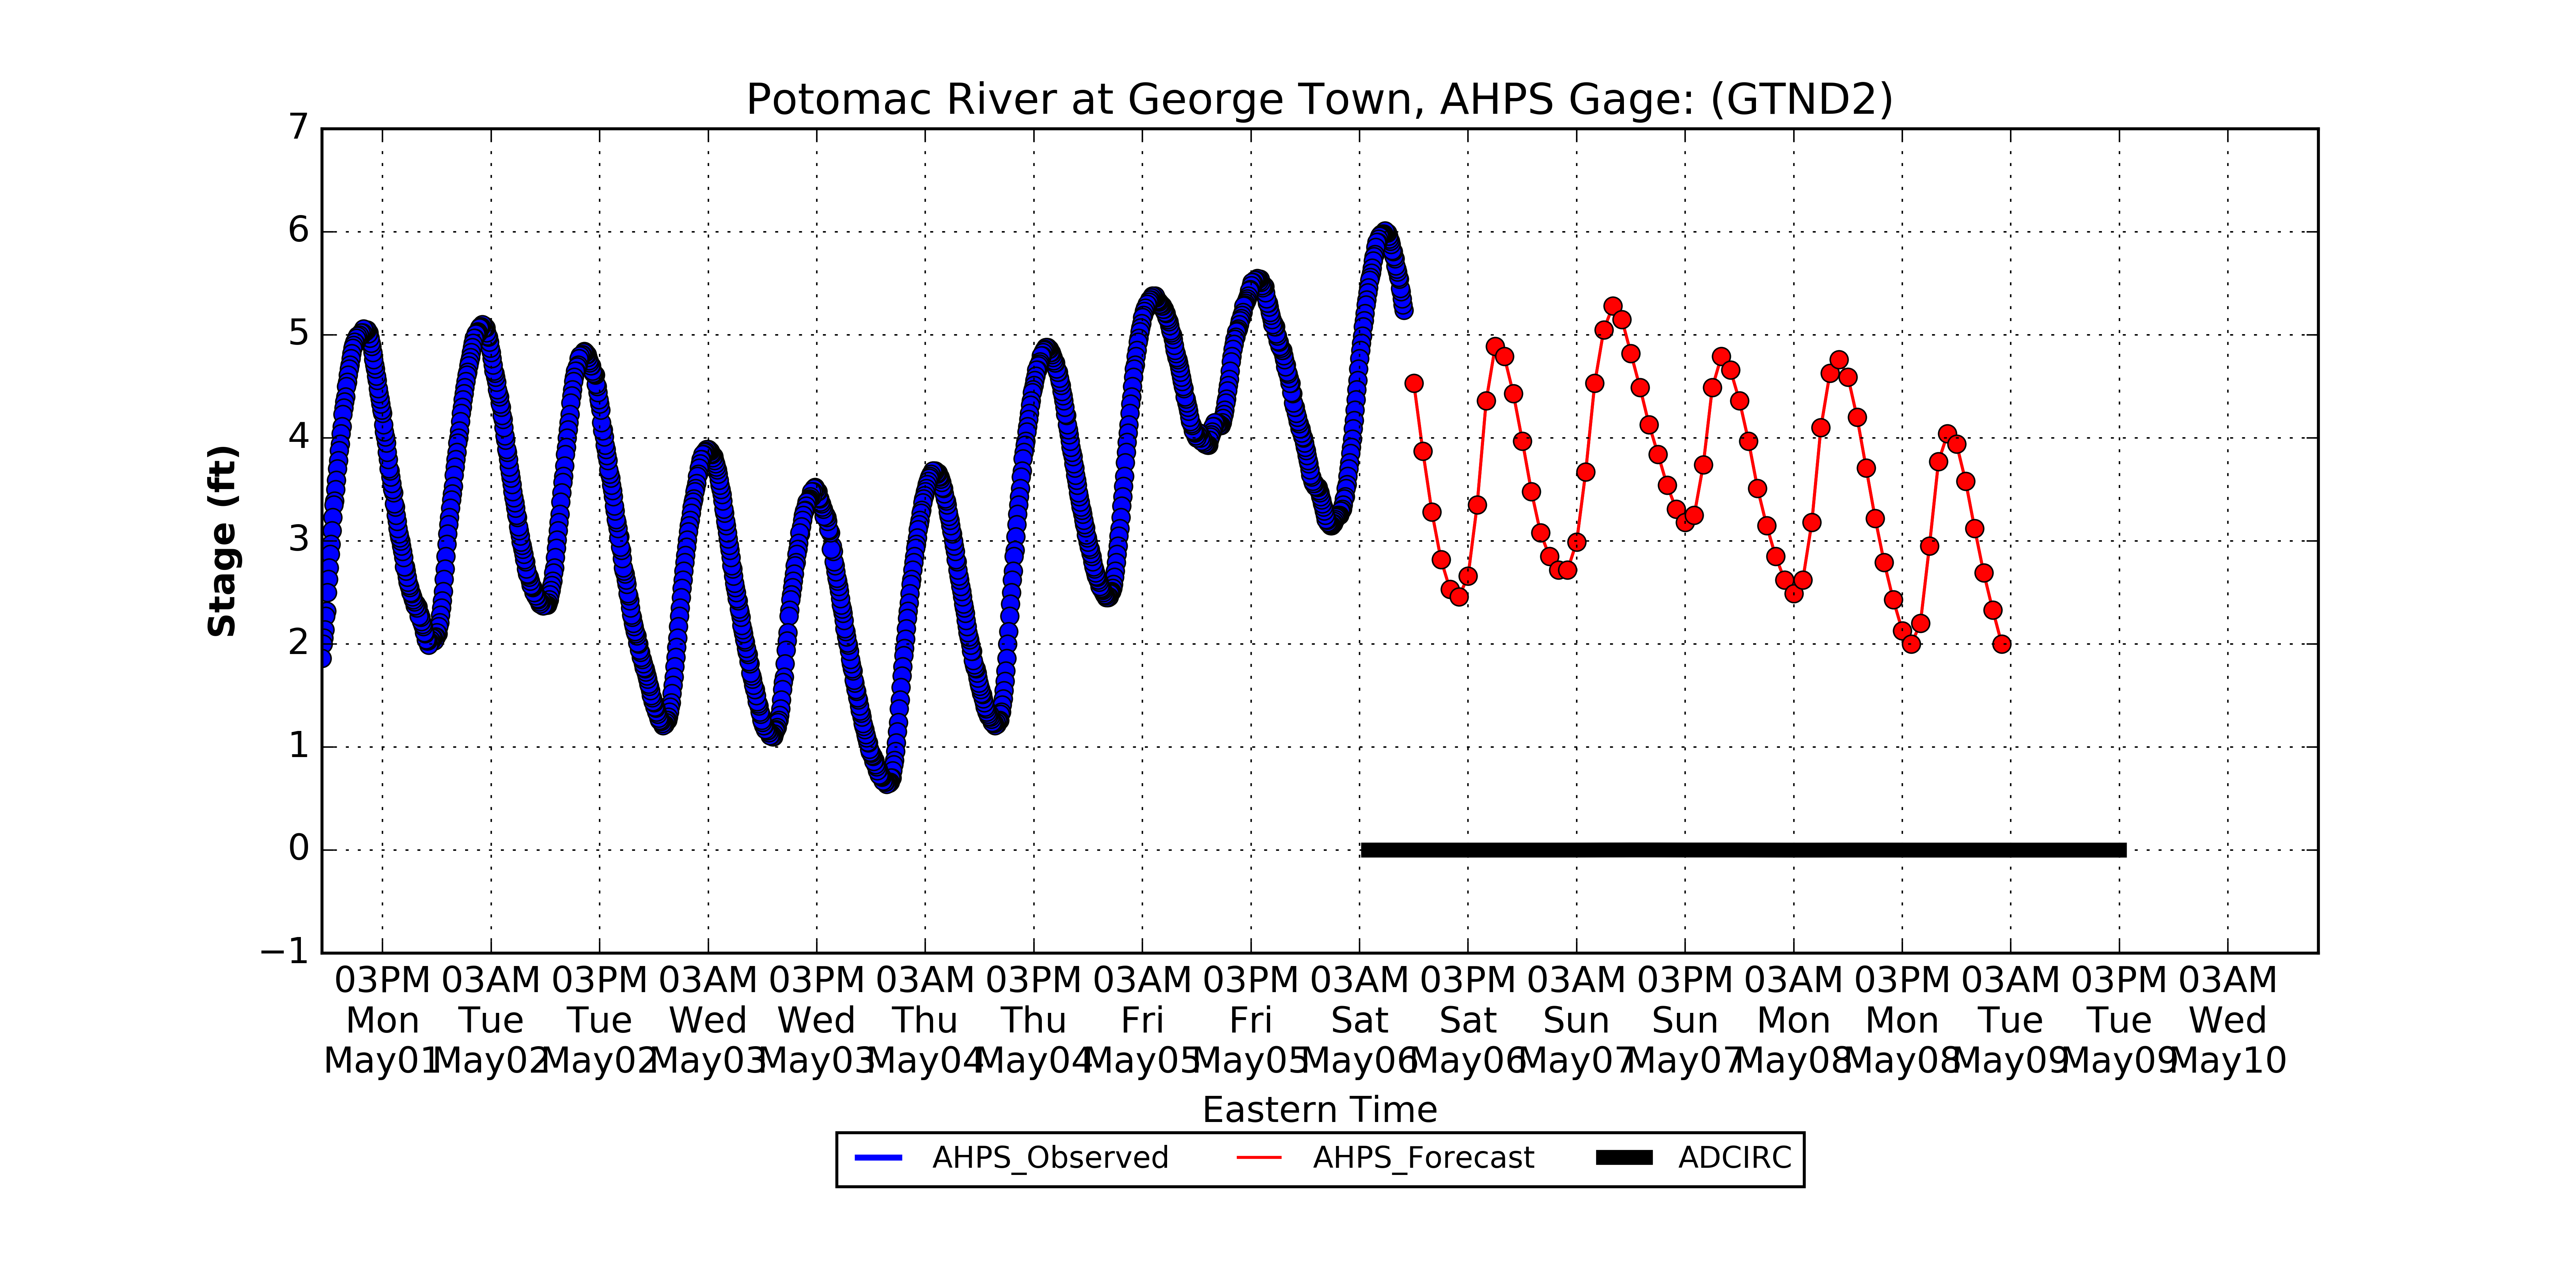 Potomac River at George Town, AHPS Gage: (GTND2)
7
6
5
4
3
2
1
0
−1
Stage (ft)
03PM 03AM 03PM 03AM 03PM 03AM 03PM 03AM 03PM 03AM 03PM 03AM 03PM 03AM 03PM 03AM 03PM 03AM
Mon Tue Tue Wed Wed Thu Thu Fri Fri Sat Sat Sun Sun Mon Mon Tue Tue Wed
May01 May02 May02 May03 May03 May04 May04 May05 May05 May06 May06 May07 May07 May08 May08 May09 May09 May10
Eastern Time
AHPS_Observed AHPS_Forecast ADCIRC